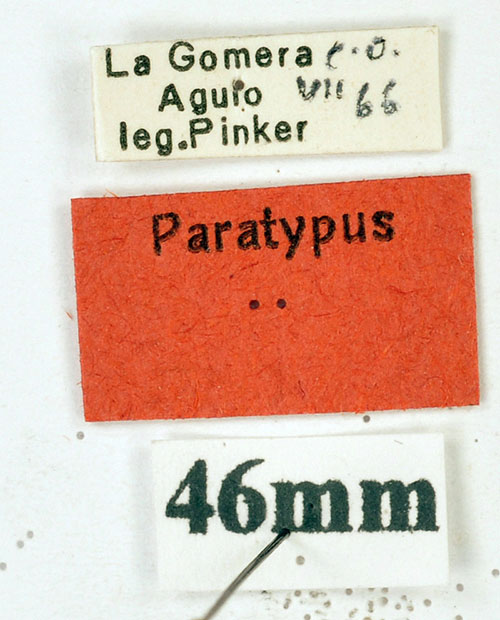 La Gomera e.o.
Agulo VII 66
leg.Pinker
Paratypus
46mm